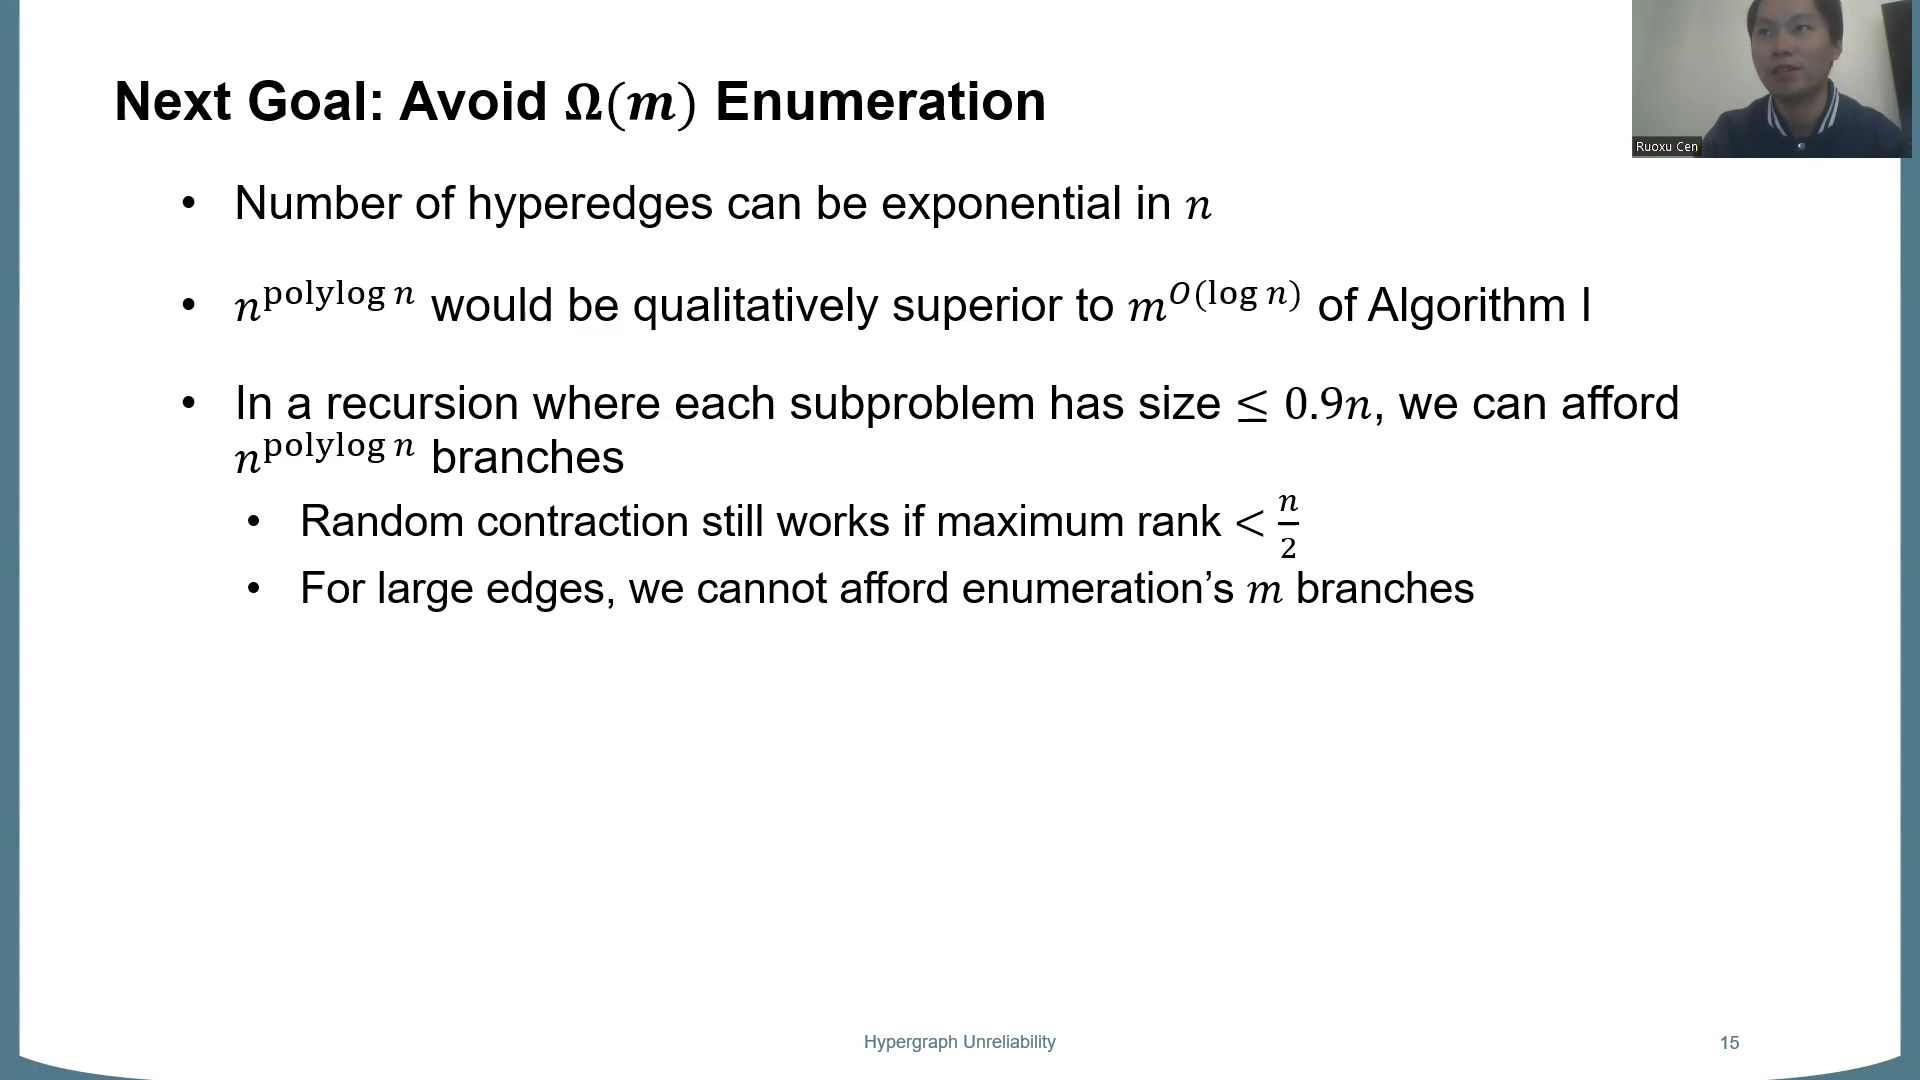 Next Goal: Avoid Ω(m) Enumeration
Ruoxu Cen
• Number of hyperedges can be exponential in n
• n^{polylog n} would be qualitatively superior to m^{O(log n)} of Algorithm I
• In a recursion where each subproblem has size ≤ 0.9n, we can afford
n^{polylog n} branches
• Random contraction still works if maximum rank < n/2
• For large edges, we cannot afford enumeration’s m branches
Hypergraph Unreliability
15